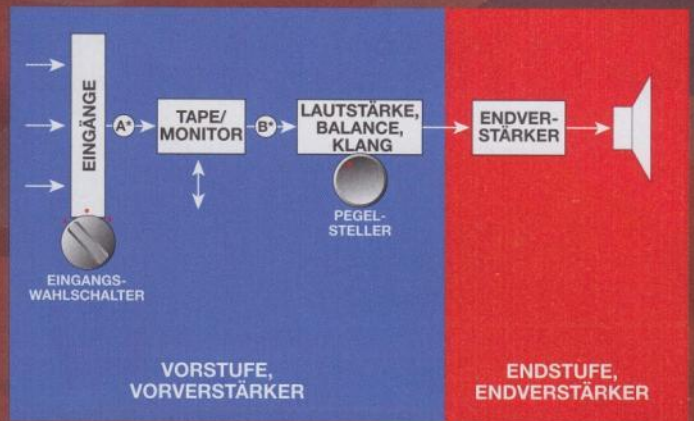 EINGÄNGE
A*
TAPE/
MONITOR
B*
LAUTSTÄRKE,
BALANCE,
KLANG
ENDVER-
STÄRKER
PEGEL-
STELLER
EINGANGS-
WAHLSCHALTER
VORSTUFE,
VORVERSTÄRKER
ENDSTUFE,
ENDVERSTÄRKER